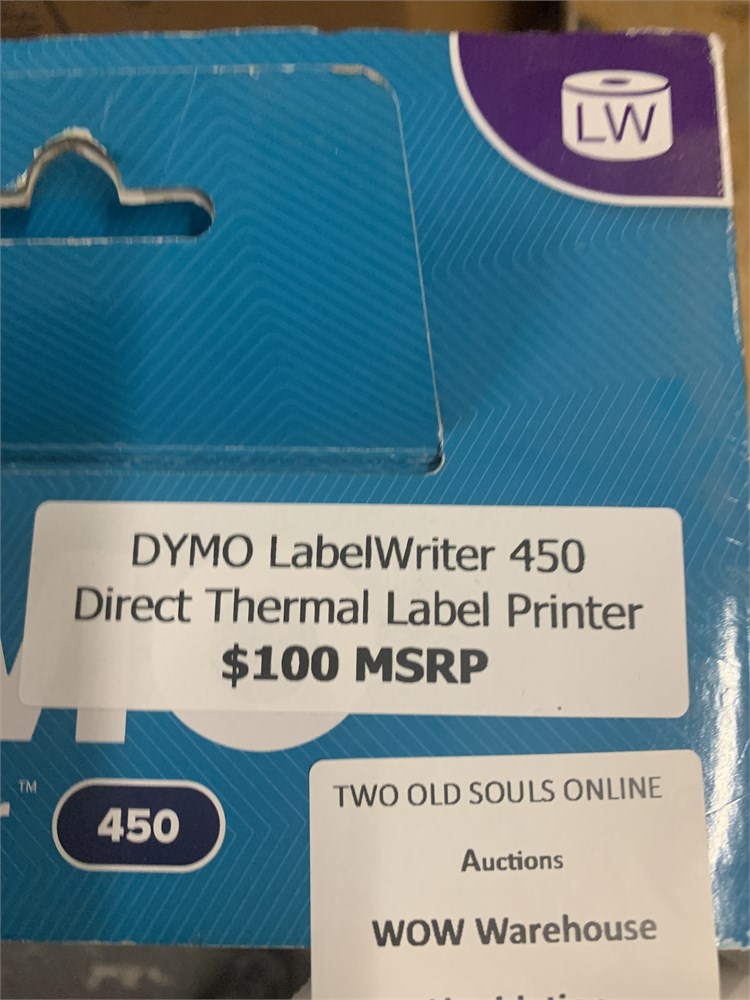 LW
DYMO LabelWriter 450
Direct Thermal Label Printer
$100 MSRP
TM
450
TWO OLD SOULS ONLINE
Auctions
WOW Warehouse